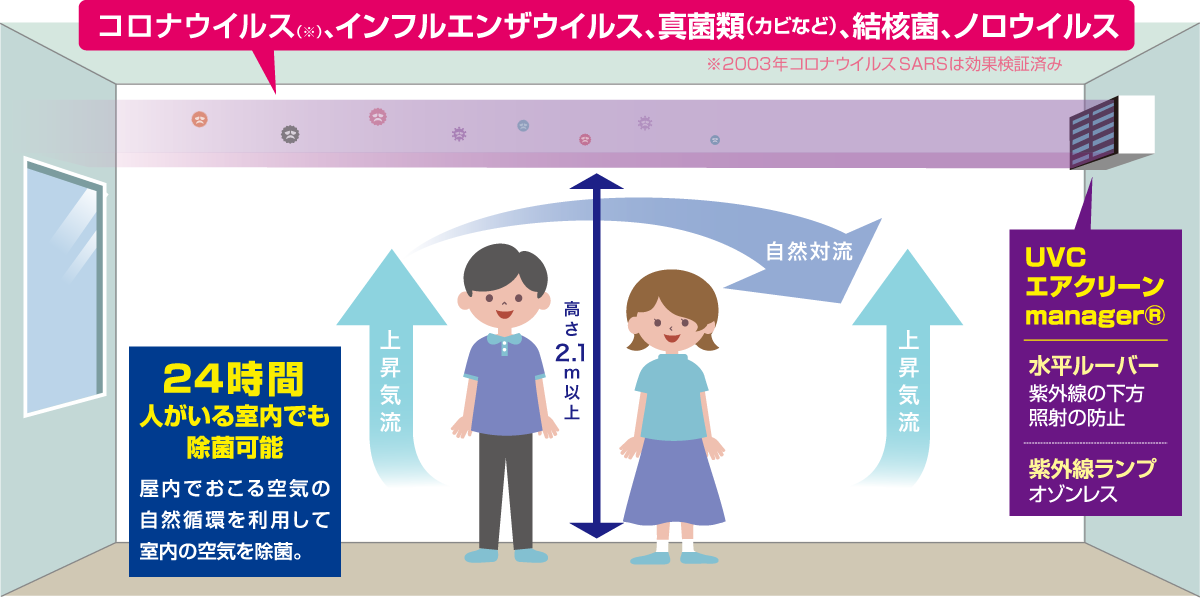 コロナウイルス(※)、インフルエンザウイルス、真菌類(カビなど)、結核菌、ノロウイルス
※2003年コロナウイルスSARSは効果検証済み
自然対流
上昇気流
高さ2.1m以上
上昇気流
24時間
人がいる室内でも
除菌可能
屋内でおこる空気の
自然循環を利用して
室内の空気を除菌。
UVC
エアクリーン
manager®
水平ルーバー
紫外線の下方
照射の防止
紫外線ランプ
オゾンレス